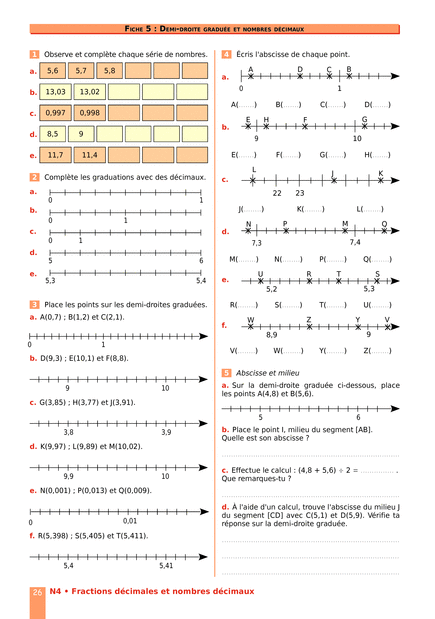 FICHE 5 : DEMI-DROITE GRADUÉE ET NOMBRES DÉCIMAUX
1 Observe et complète chaque série de nombres.
a. 5,6 5,7 5,8
b. 13,03 13,02
c. 0,997 0,998
d. 8,5 9
e. 11,7 11,4
2 Complète les graduations avec des décimaux.
a.
0 1
b.
0 1
c.
0 1
d.
5 6
e.
5,3 5,4
3 Place les points sur les demi-droites graduées.
a. A(0,7) ; B(1,2) et C(2,1).
0 1
b. D(9,3) ; E(10,1) et F(8,8).
9 10
c. G(3,85) ; H(3,77) et J(3,91).
3,8 3,9
d. K(9,97) ; L(9,89) et M(10,02).
9,9 10
e. N(0,001) ; P(0,013) et Q(0,009).
0 0,01
f. R(5,398) ; S(5,405) et T(5,411).
5,4 5,41
4 Écris l'abscisse de chaque point.
A D C B
a.
0 1
A(.......) B(.......) C(.......) D(.......)
E H F G
b.
9 10
E(.......) F(.......) G(.......) H(.......)
L J K
c.
22 23
J(.......) K(.......) L(.......)
N P M Q
d.
7,3 7,4
M(.......) N(.......) P(.......) Q(.......)
U R T S
e.
5,2 5,3
R(.......) S(.......) T(.......) U(.......)
W Z Y V
f.
8,9 9
V(.......) W(.......) Y(.......) Z(.......)
5 Abscisse et milieu
a. Sur la demi-droite graduée ci-dessous, place
les points A(4,8) et B(5,6).
5 6
b. Place le point I, milieu du segment [AB].
Quelle est son abscisse ?
c. Effectue le calcul : (4,8 + 5,6) ÷ 2 = ............... .
Que remarques-tu ?
d. À l'aide d'un calcul, trouve l'abscisse du milieu J
du segment [CD] avec C(5,1) et D(5,9). Vérifie ta
réponse sur la demi-droite graduée.
26 N4 • Fractions décimales et nombres décimaux